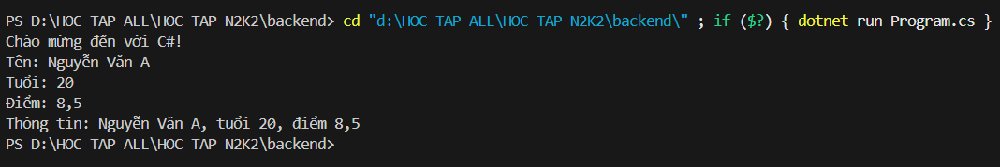 PS D:\HOC TAP ALL\HOC TAP N2K2\backend> cd "d:\HOC TAP ALL\HOC TAP N2K2\backend\" ; if ($?) { dotnet run Program.cs }
Chào mừng đến với C#!
Tên: Nguyễn Văn A
Tuổi: 20
Điểm: 8,5
Thông tin: Nguyễn Văn A, tuổi 20, điểm 8,5
PS D:\HOC TAP ALL\HOC TAP N2K2\backend>